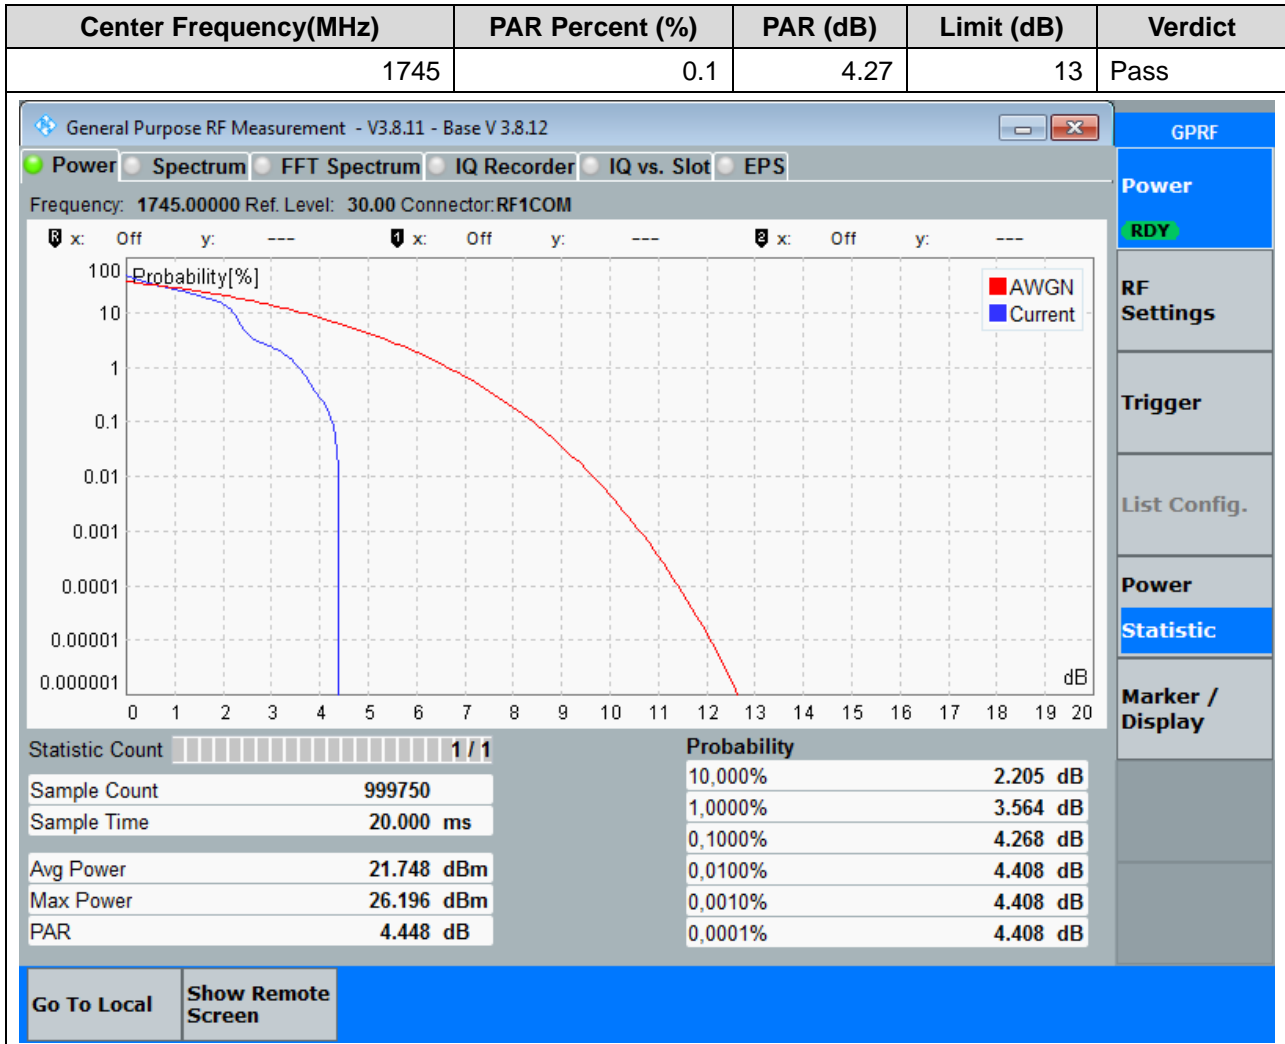 Center Frequency(MHz) PAR Percent (%) PAR (dB) Limit (dB) Verdict
1745 0.1 4.27 13 Pass
General Purpose RF Measurement - V3.8.11 - Base V 3.8.12
GPRF
Power Spectrum FFT Spectrum IQ Recorder IQ vs. Slot EPS
Frequency: 1745.00000 Ref. Level: 30.00 Connector:RF1COM
R x: Off y: --- 1 x: Off y: --- 2 x: Off y: ---
Probability[%]
100
10
1
0.1
0.01
0.001
0.0001
0.00001
0.000001
AWGN
Current
dB
0 1 2 3 4 5 6 7 8 9 10 11 12 13 14 15 16 17 18 19 20
Statistic Count 1 / 1
Sample Count 999750
Sample Time 20.000 ms
Avg Power 21.748 dBm
Max Power 26.196 dBm
PAR 4.448 dB
Probability
10,000% 2.205 dB
1,0000% 3.564 dB
0,1000% 4.268 dB
0,0100% 4.408 dB
0,0010% 4.408 dB
0,0001% 4.408 dB
Power
RDY
RF
Settings
Trigger
List Config.
Power
Statistic
Marker /
Display
Go To Local
Show Remote
Screen